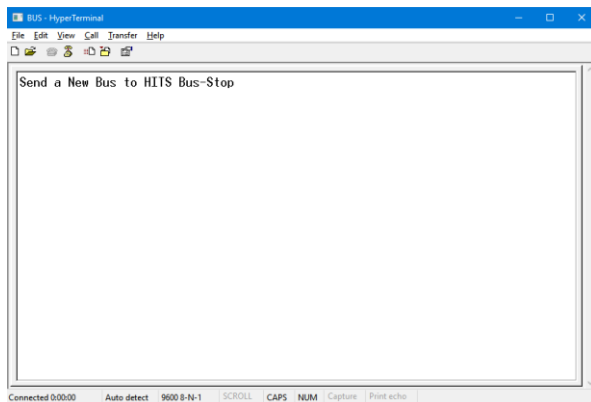 BUS - HyperTerminal
File Edit View Call Transfer Help
Send a New Bus to HITS Bus-Stop
Connected 0:00:00 Auto detect 9600 8-N-1 SCROLL CAPS NUM Capture Print echo